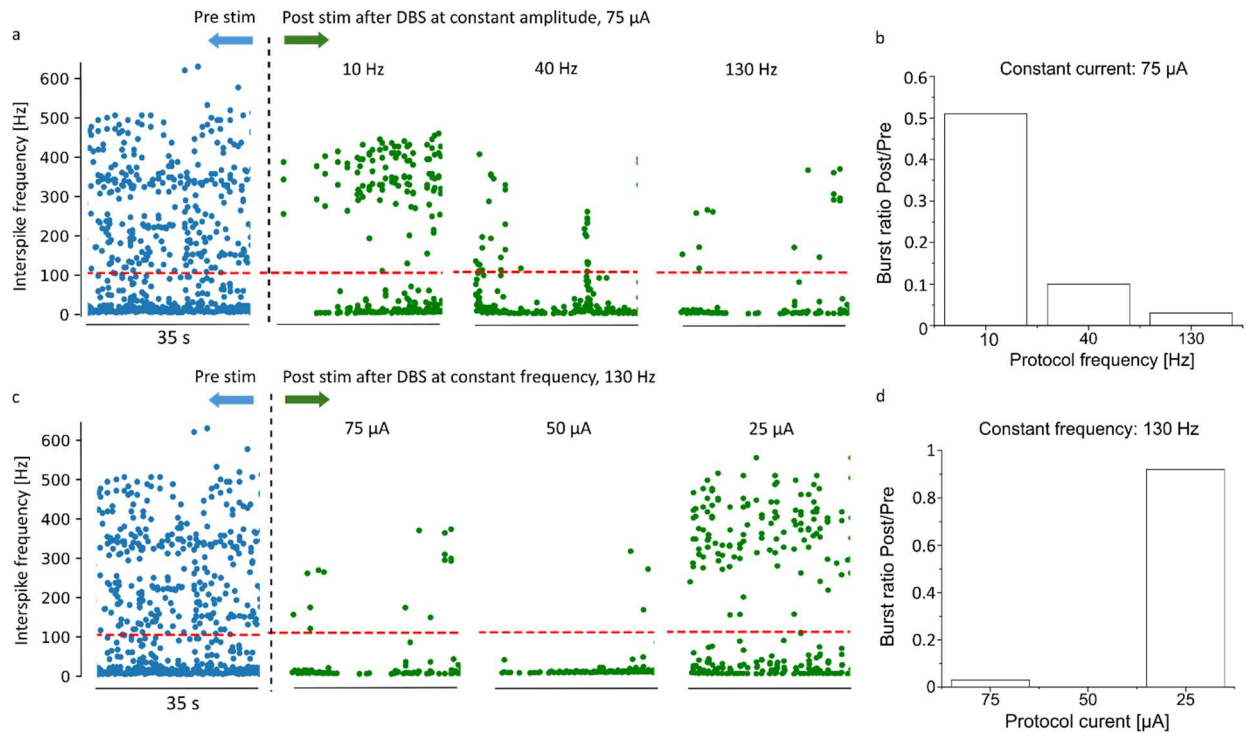 a
Pre stim
Post stim after DBS at constant amplitude, 75 µA
10 Hz
40 Hz
130 Hz
Interspike frequency [Hz]
600
500
400
300
200
100
0
35 s
b
Constant current: 75 µA
Burst ratio Post/Pre
0.6
0.5
0.4
0.3
0.2
0.1
0
10
40
130
Protocol frequency [Hz]
c
Pre stim
Post stim after DBS at constant frequency, 130 Hz
75 µA
50 µA
25 µA
Interspike frequency [Hz]
600
500
400
300
200
100
0
35 s
d
Constant frequency: 130 Hz
Burst ratio Post/Pre
1
0.8
0.6
0.4
0.2
0
75
50
25
Protocol curent [µA]